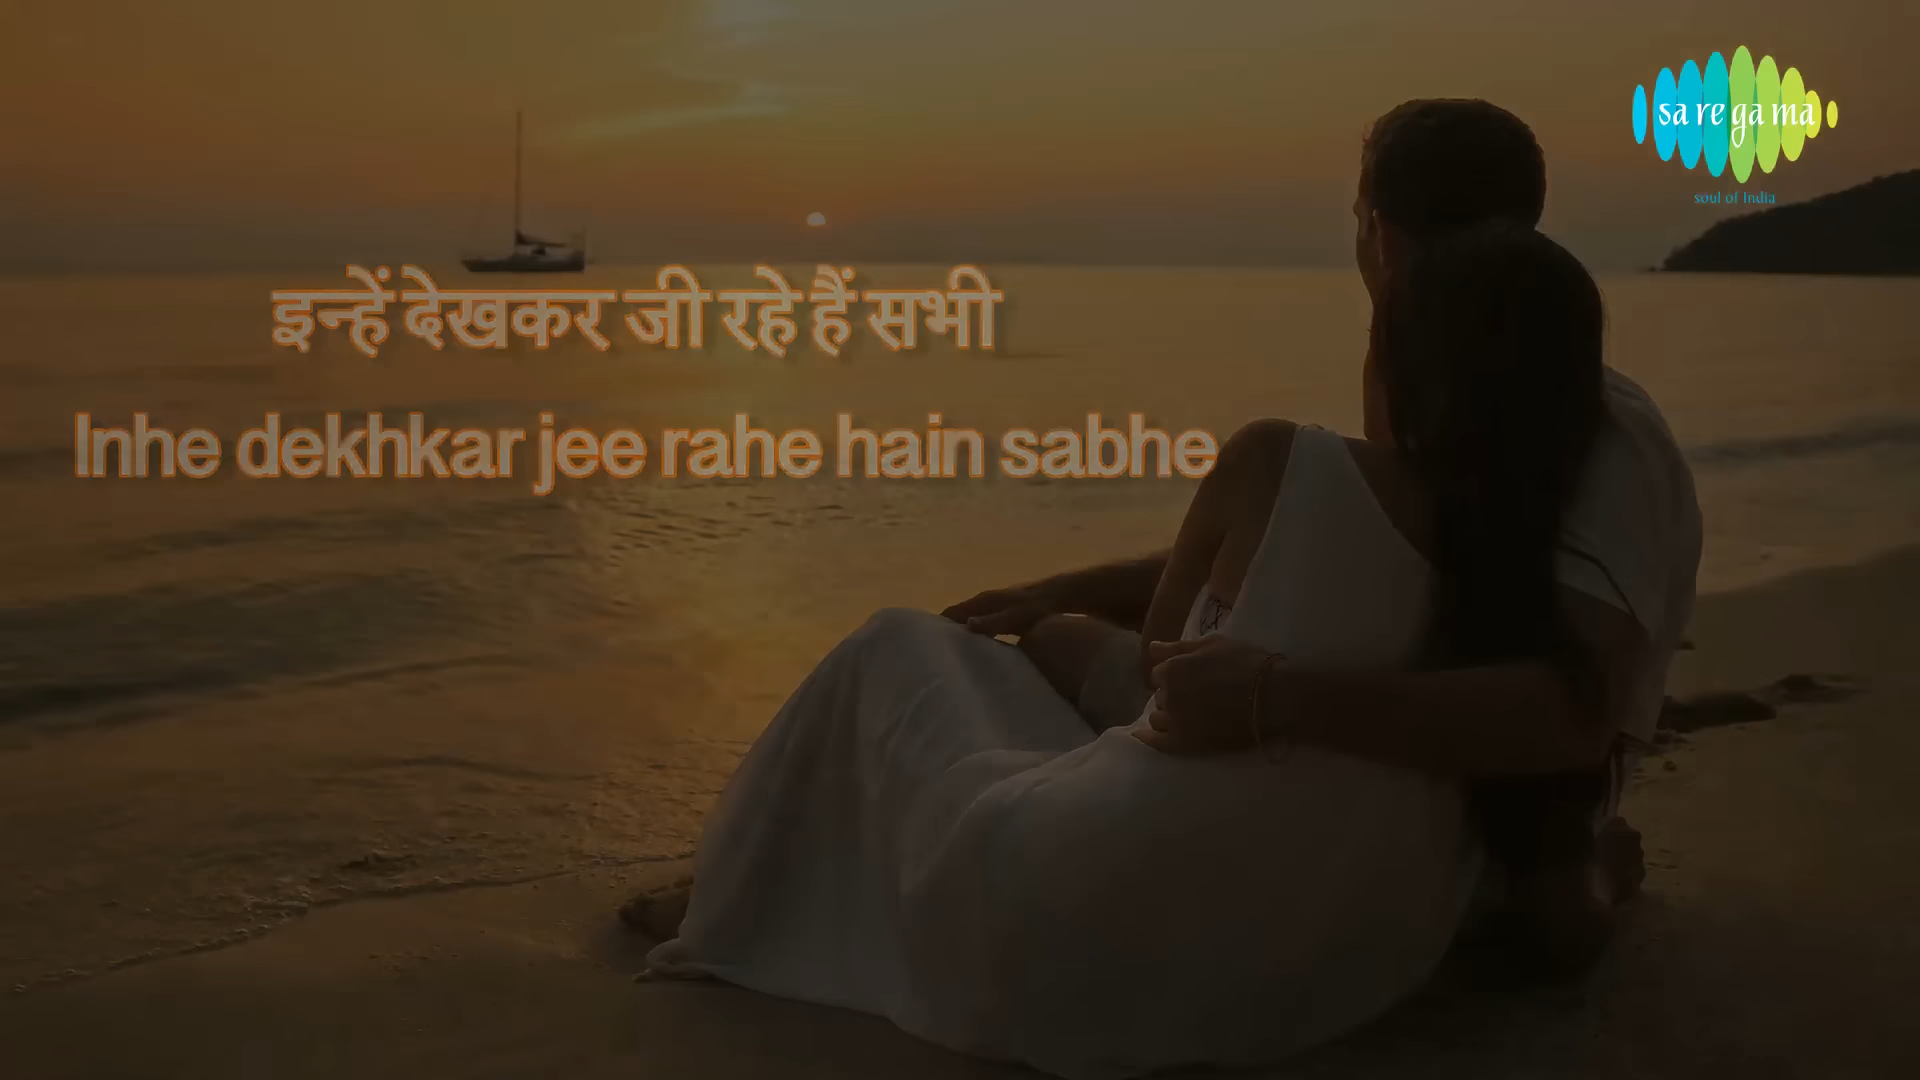 sa re ga ma
soul of India
इन्हें देखकर जी रहे हैं सभी
Inhe dekhkar jee rahe hain sabhe